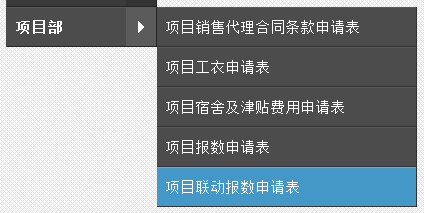 项目部
项目销售代理合同条款申请表
项目工衣申请表
项目宿舍及津贴费用申请表
项目报数申请表
项目联动报数申请表